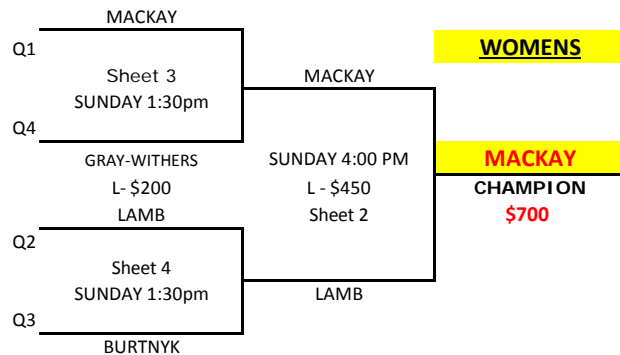 MACKAY
Q1
WOMENS
Sheet 3
MACKAY
SUNDAY 1:30pm
Q4
GRAY-WITHERS
SUNDAY 4:00 PM
MACKAY
L- $200
L - $450
CHAMPION
LAMB
Sheet 2
$700
Q2
Sheet 4
SUNDAY 1:30pm
LAMB
Q3
BURTNYK